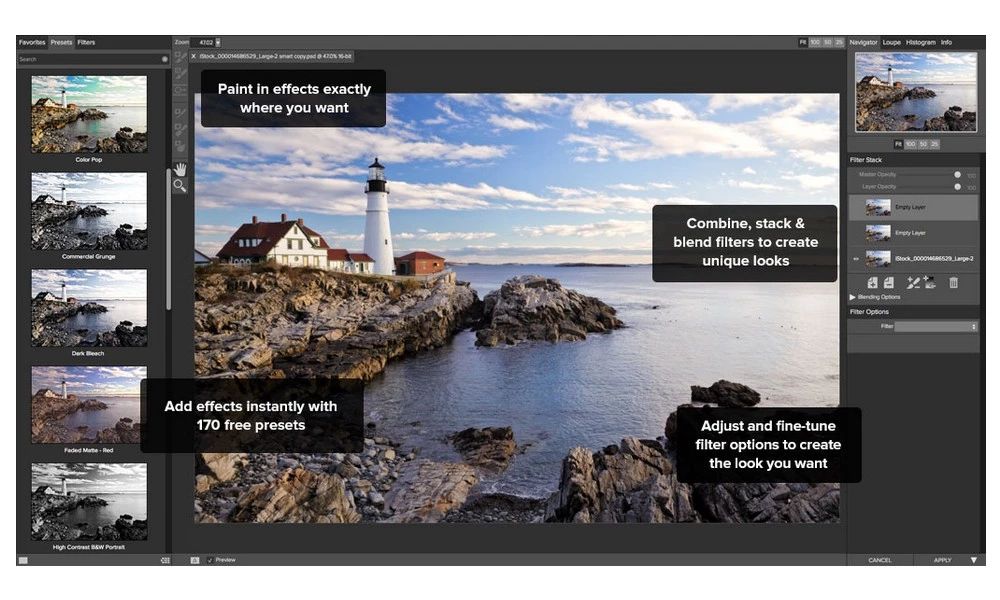 Favorites Presets Filters
Search
Color Pop
Commercial Grunge
Dark Bleach
Faded Matte - Red
High Contrast B&W Portrait
Zoom 47.02
Fit 100 50 25
X iStock_000014686529_Large-2 smart copy.psd @ 47.0% 16-bit
Paint in effects exactly
where you want
Combine, stack &
blend filters to create
unique looks
Add effects instantly with
170 free presets
Adjust and fine-tune
filter options to create
the look you want
Preview
Navigator Loupe Histogram Info
Fit 100 50 25
Filter Stack
Master Opacity 100
Layer Opacity 100
Empty Layer
Empty Layer
iStock_000014686529_Large-2
Blending Options
Filter Options
Filter
CANCEL APPLY